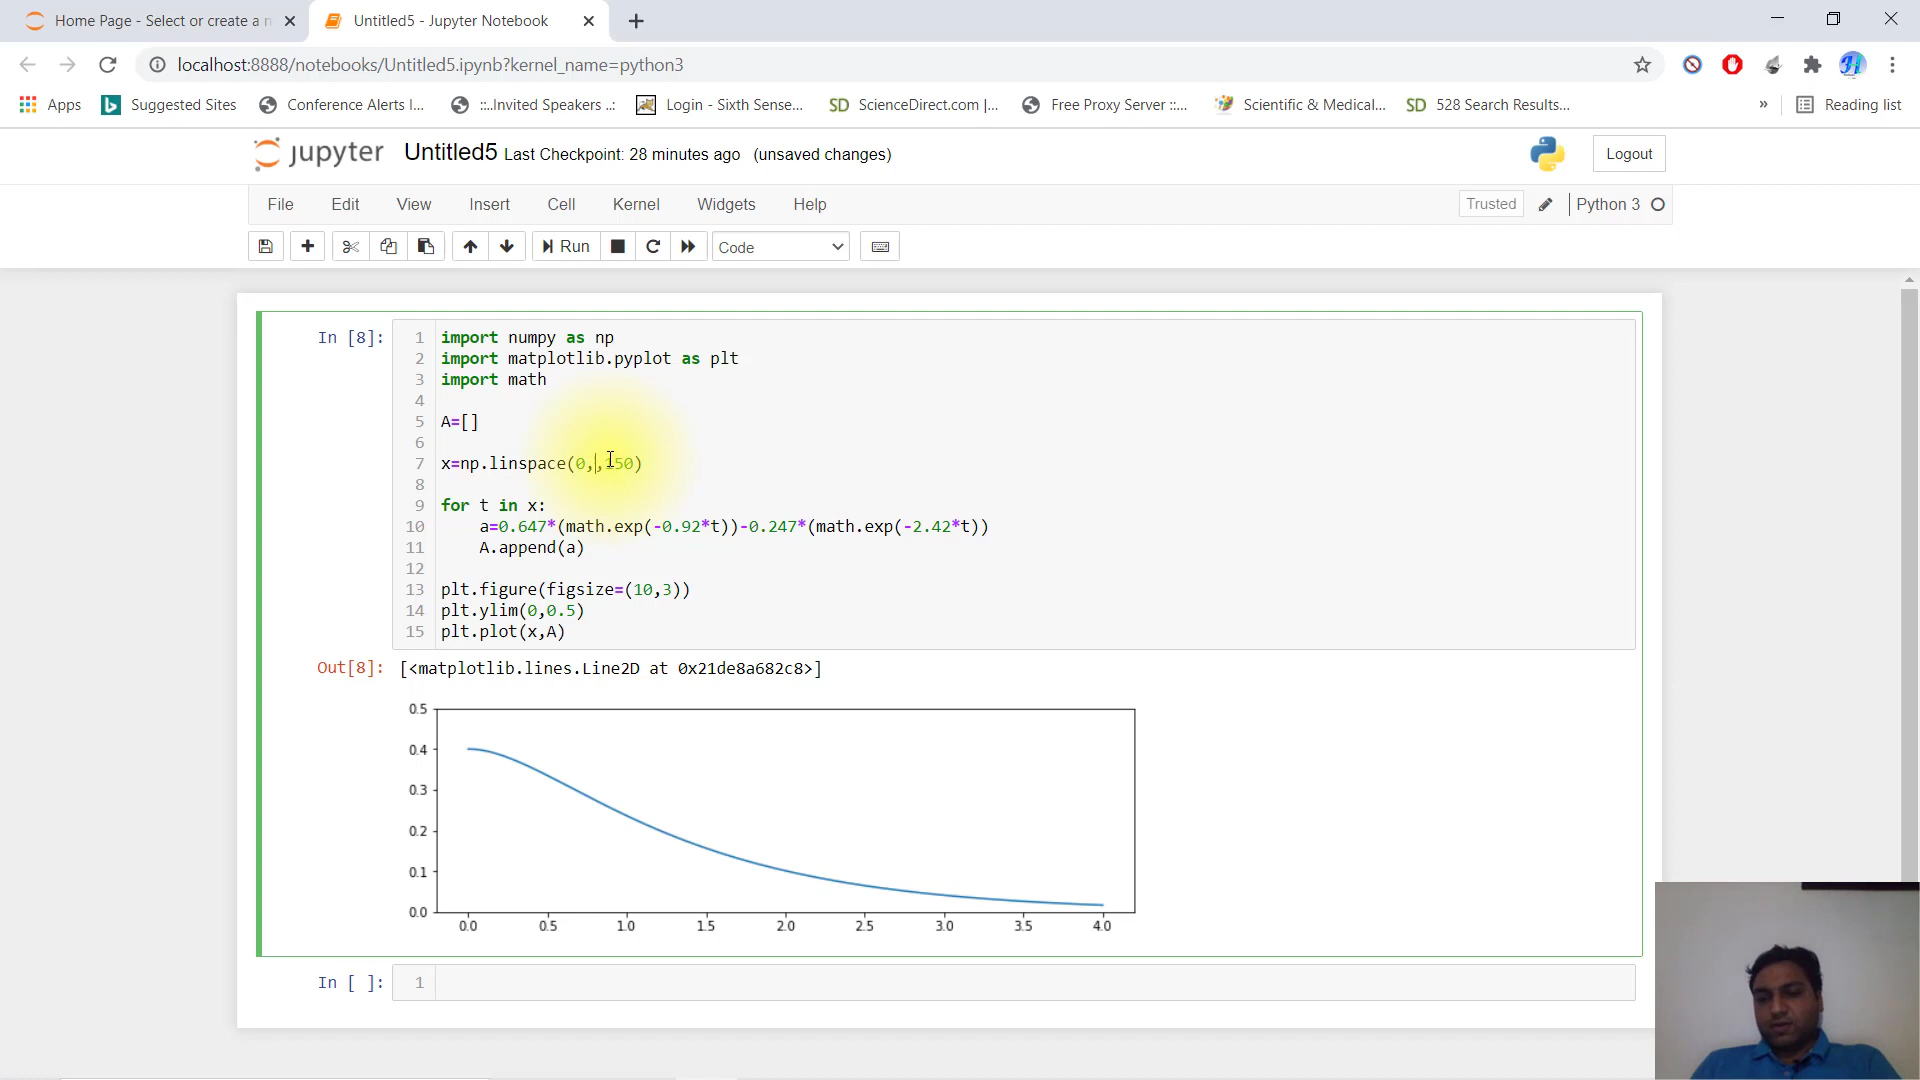 Home Page - Select or create a n
Untitled5 - Jupyter Notebook
localhost:8888/notebooks/Untitled5.ipynb?kernel_name=python3
Apps
Suggested Sites
Conference Alerts I...
::..Invited Speakers ..:
Login - Sixth Sense...
SD ScienceDirect.com |...
Free Proxy Server ::...
Scientific & Medical...
SD 528 Search Results...
»
Reading list
jupyter Untitled5 Last Checkpoint: 28 minutes ago (unsaved changes)
Logout
File Edit View Insert Cell Kernel Widgets Help
Trusted
Python 3
Run
Code
In [8]:
1 import numpy as np
2 import matplotlib.pyplot as plt
3 import math
4
5 A=[]
6
7 x=np.linspace(0,,150)
8
9 for t in x:
10 a=0.647*(math.exp(-0.92*t))-0.247*(math.exp(-2.42*t))
11 A.append(a)
12
13 plt.figure(figsize=(10,3))
14 plt.ylim(0,0.5)
15 plt.plot(x,A)
Out[8]: [<matplotlib.lines.Line2D at 0x21de8a682c8>]
0.5
0.4
0.3
0.2
0.1
0.0
0.0 0.5 1.0 1.5 2.0 2.5 3.0 3.5 4.0
In [ ]: 1